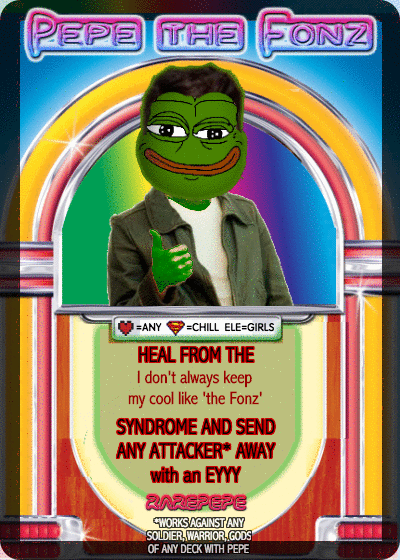 PEPE THE FONZ
=ANY =CHILL ELE=GIRLS
HEAL FROM THE
I don't always keep
my cool like 'the Fonz'
SYNDROME AND SEND
ANY ATTACKER* AWAY
with an EYYY
RAREPEPE
*WORKS AGAINST ANY
SOLDIER, WARRIOR, GODS
OF ANY DECK WITH PEPE